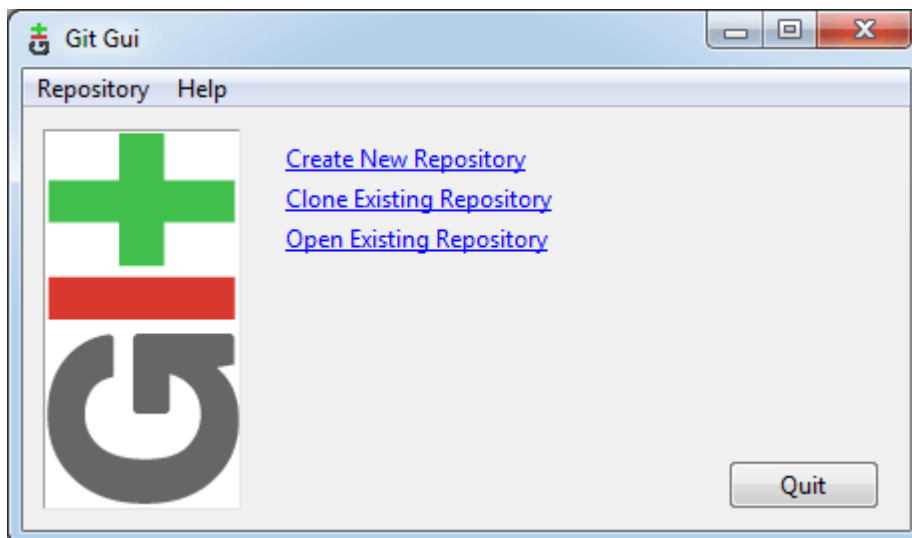 Git Gui
Repository Help
Create New Repository
Clone Existing Repository
Open Existing Repository
Quit